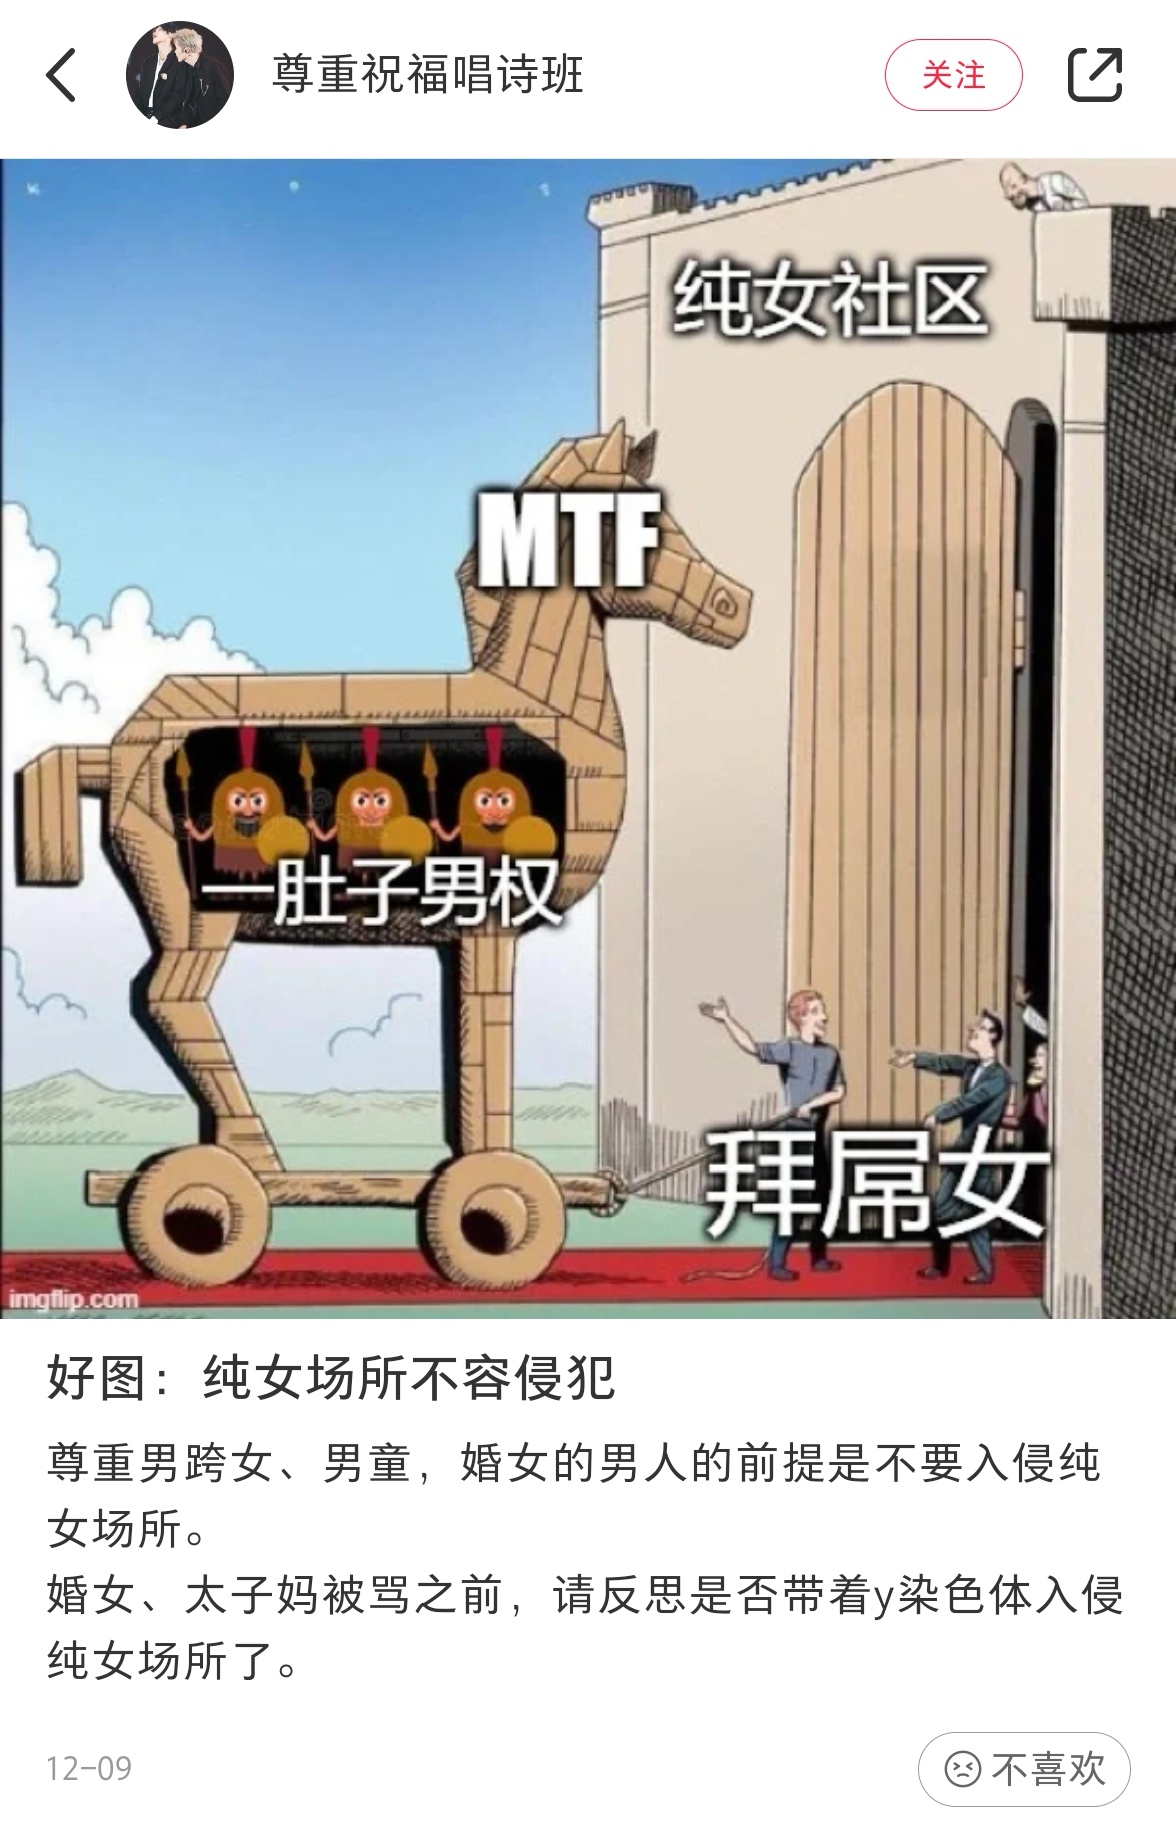 尊重祝福唱诗班
关注
纯女社区
MTF
一肚子男权
拜屌女
imgflip.com
好图：纯女场所不容侵犯
尊重男跨女、男童，婚女的男人的前提是不要入侵纯
女场所。
婚女、太子妈被骂之前，请反思是否带着y染色体入侵
纯女场所了。
12-09
不喜欢